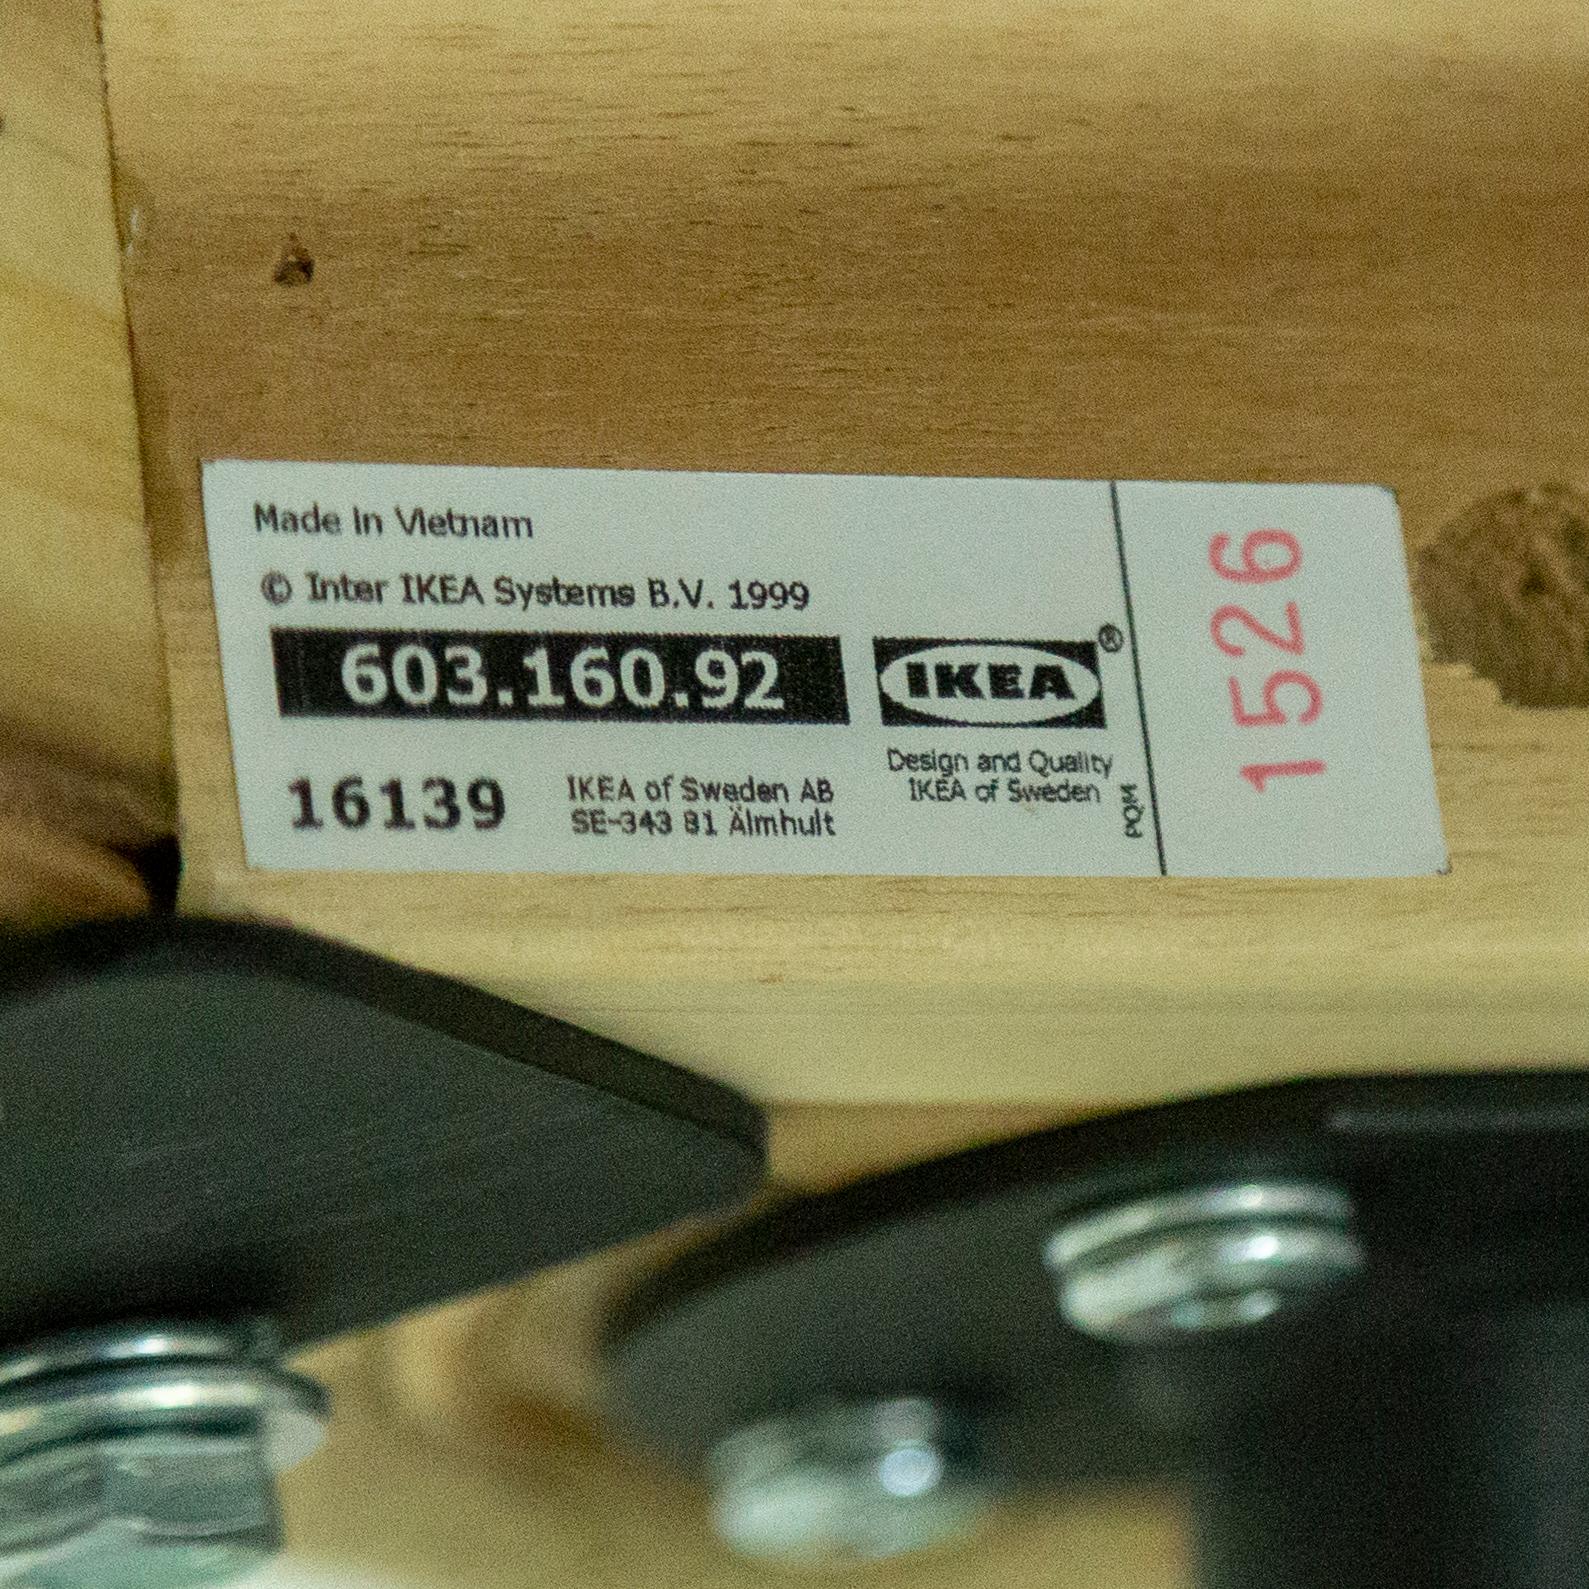 Made in Vietnam
© Inter IKEA Systems B.V. 1999
603.160.92
IKEA®
16139
IKEA of Sweden AB
SE-343 81 Älmhult
Design and Quality
IKEA of Sweden
PQM
1526